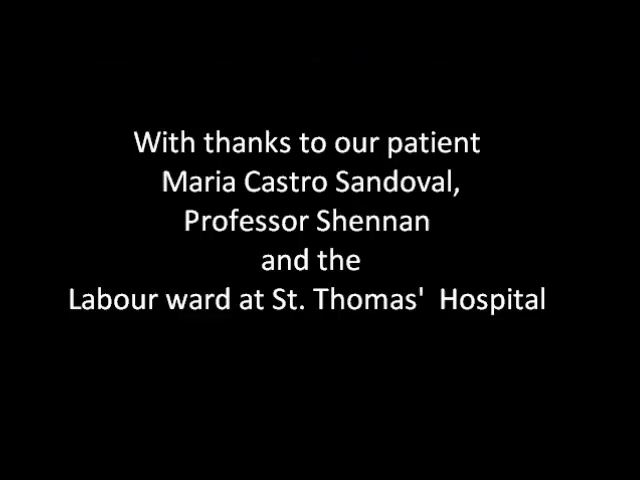 With thanks to our patient
Maria Castro Sandoval,
Professor Shennan
and the
Labour ward at St. Thomas'  Hospital